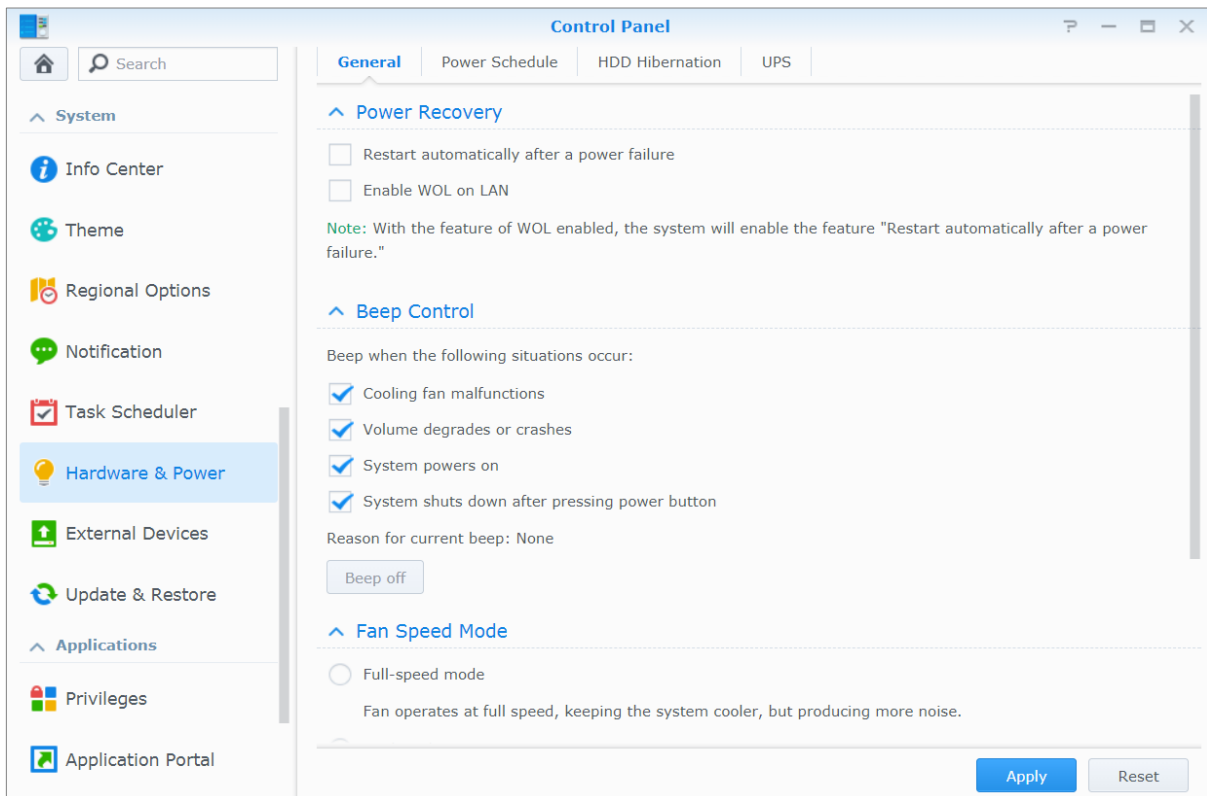 Control Panel
Search
System
Info Center
Theme
Regional Options
Notification
Task Scheduler
Hardware & Power
External Devices
Update & Restore
Applications
Privileges
Application Portal
General Power Schedule HDD Hibernation UPS
Power Recovery
Restart automatically after a power failure
Enable WOL on LAN
Note: With the feature of WOL enabled, the system will enable the feature "Restart automatically after a power
failure."
Beep Control
Beep when the following situations occur:
Cooling fan malfunctions
Volume degrades or crashes
System powers on
System shuts down after pressing power button
Reason for current beep: None
Beep off
Fan Speed Mode
Full-speed mode
Fan operates at full speed, keeping the system cooler, but producing more noise.
Apply Reset